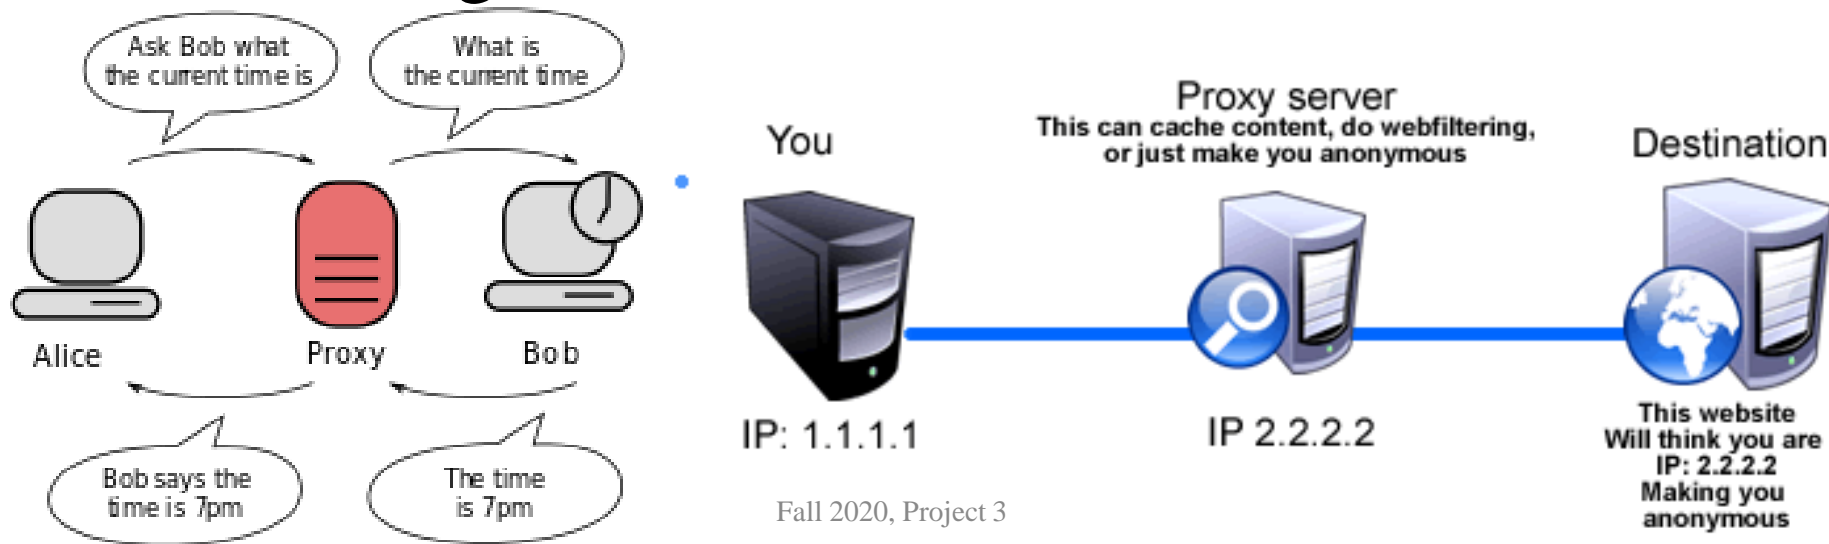 Ask Bob what
the current time is
What is
the current time
Alice
Proxy
Bob
Bob says the
time is 7pm
The time
is 7pm
You
IP: 1.1.1.1
Proxy server
This can cache content, do webfiltering,
or just make you anonymous
IP 2.2.2.2
Destination
This website
Will think you are
IP: 2.2.2.2
Making you
anonymous
Fall 2020, Project 3